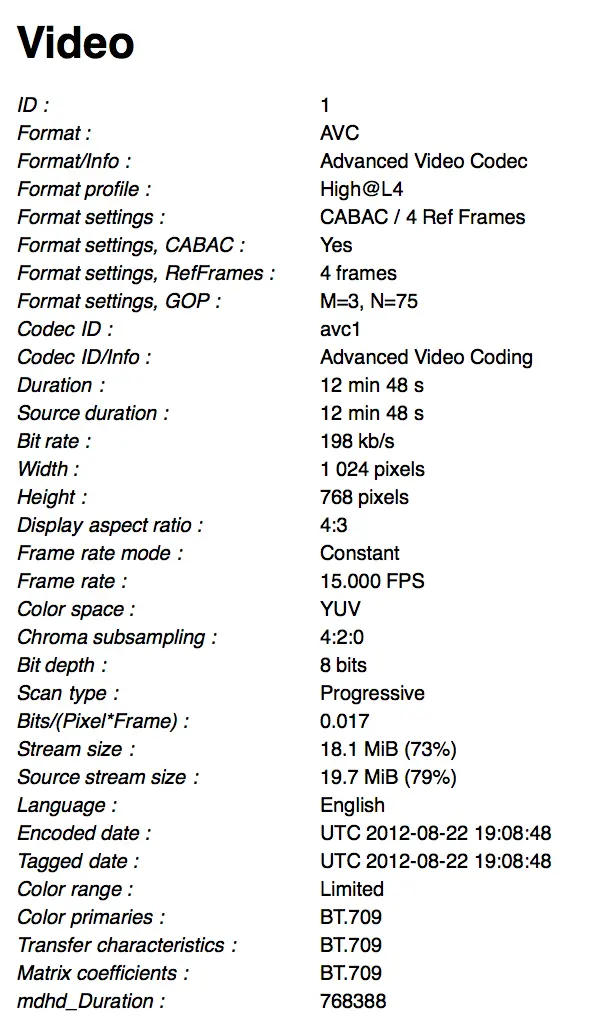 Video
ID : 1
Format : AVC
Format/Info : Advanced Video Codec
Format profile : High@L4
Format settings : CABAC / 4 Ref Frames
Format settings, CABAC : Yes
Format settings, RefFrames : 4 frames
Format settings, GOP : M=3, N=75
Codec ID : avc1
Codec ID/Info : Advanced Video Coding
Duration : 12 min 48 s
Source duration : 12 min 48 s
Bit rate : 198 kb/s
Width : 1 024 pixels
Height : 768 pixels
Display aspect ratio : 4:3
Frame rate mode : Constant
Frame rate : 15.000 FPS
Color space : YUV
Chroma subsampling : 4:2:0
Bit depth : 8 bits
Scan type : Progressive
Bits/(Pixel*Frame) : 0.017
Stream size : 18.1 MiB (73%)
Source stream size : 19.7 MiB (79%)
Language : English
Encoded date : UTC 2012-08-22 19:08:48
Tagged date : UTC 2012-08-22 19:08:48
Color range : Limited
Color primaries : BT.709
Transfer characteristics : BT.709
Matrix coefficients : BT.709
mdhd_Duration : 768388